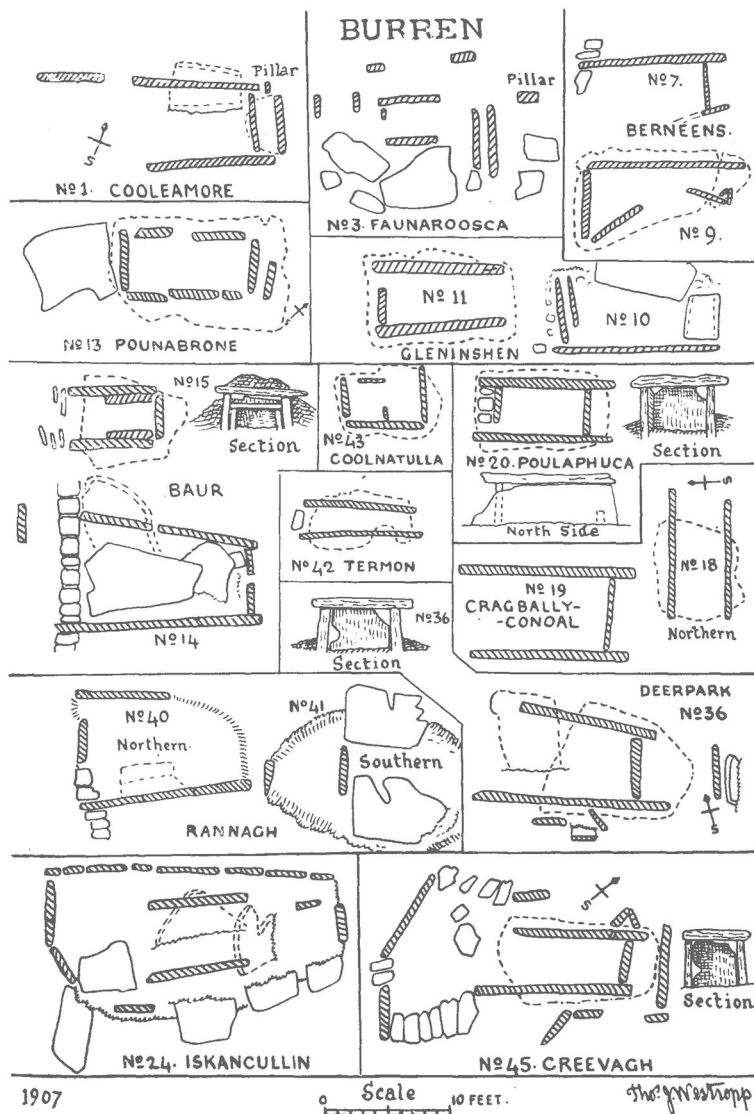 BURREN
Pillar
S
No 1. COOLEAMORE
Pillar
No 3. FAUNAROOSCA
No 7.
BERNEENS.
No 9.
No 13 POUNABRONE
No 11
GLENINSHEN
No 10
No 15
Section
BAUR
No 14
No 43
COOLNATULLA
No 42 TERMON
No 36
Section
No 20. POULAPHUCA
Section
North Side
No 19
CRAGBALLY-
-CONOAL
S
No 18
Northern
No 40
Northern.
No 41
Southern
RANNAGH
DEERPARK
No 36
S
No 24. ISKANCULLIN
S
Section
No 45. CREEVAGH
1907
Scale
0 10 FEET.
Thos. J Westropp